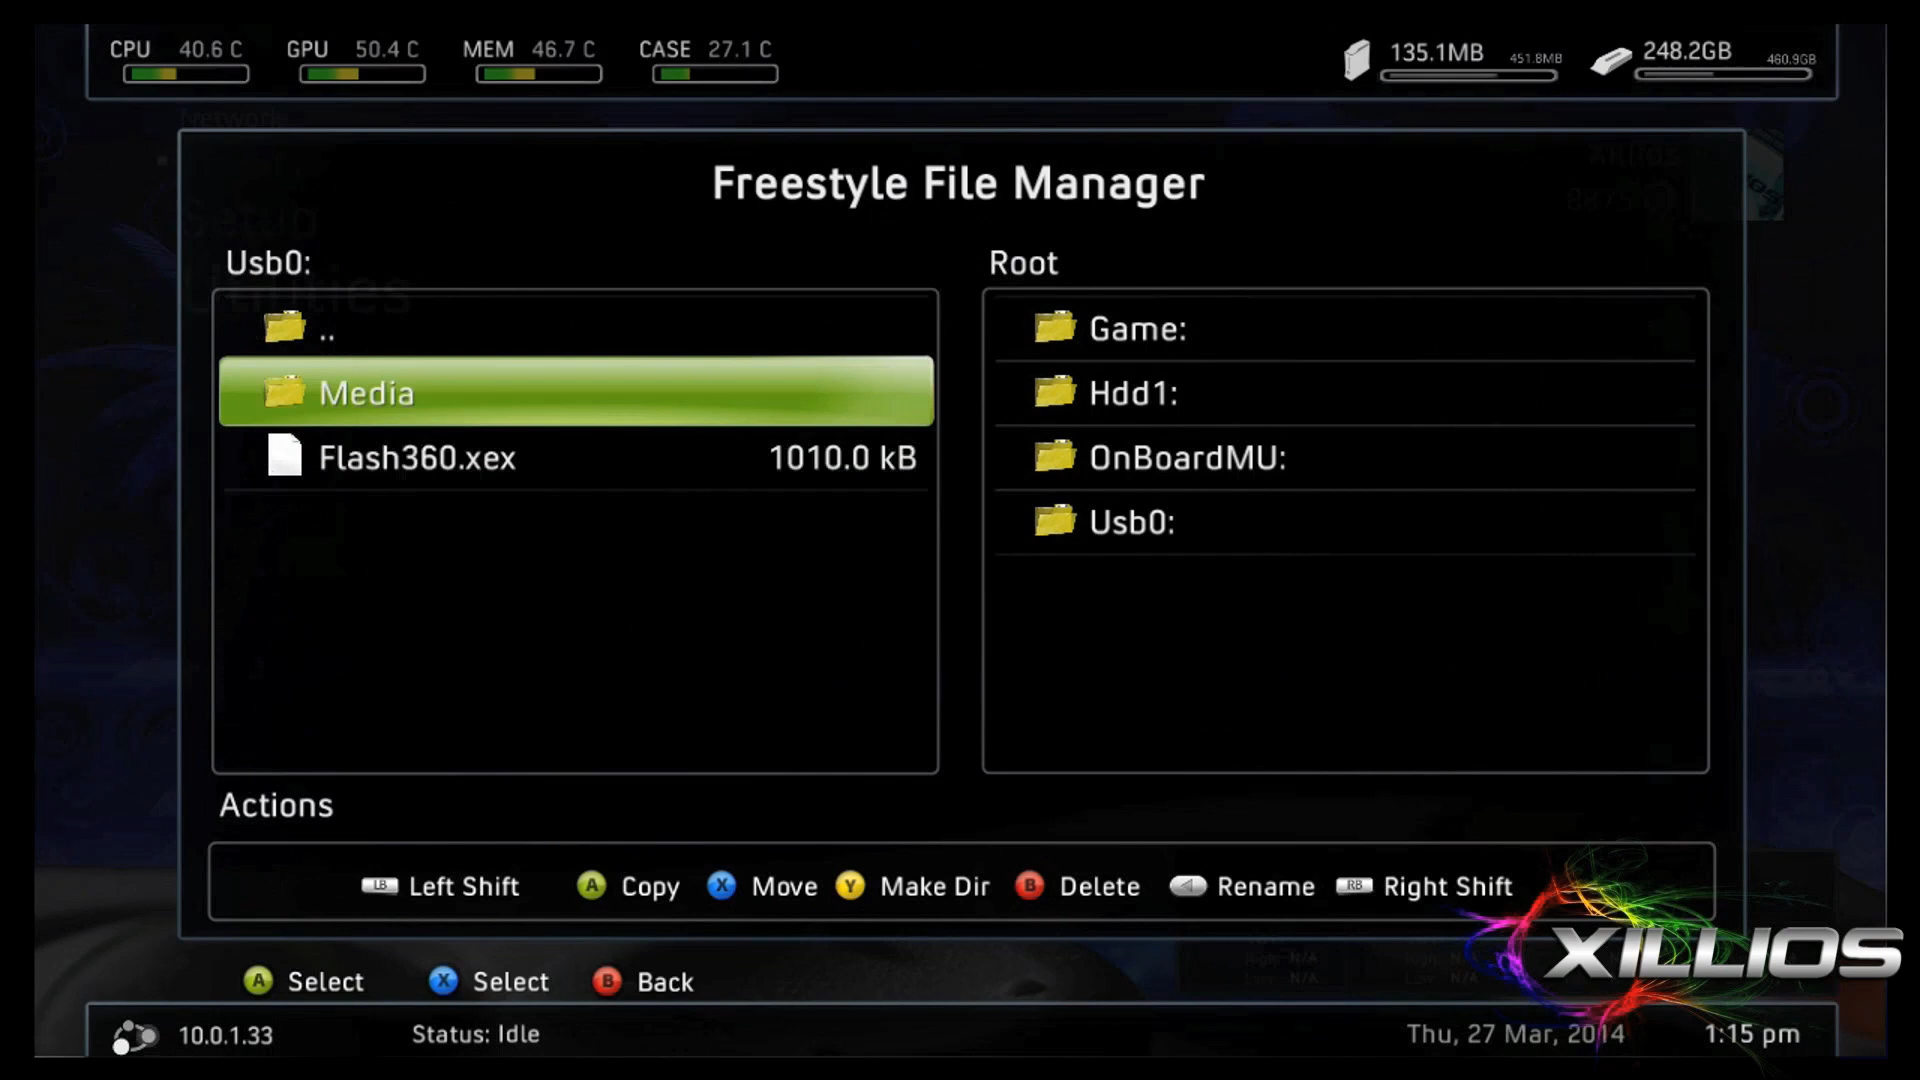 CPU 40.6 C GPU 50.4 C MEM 46.7 C CASE 27.1 C 135.1MB 451.8MB 248.2GB 460.9GB
Network
Freestyle File Manager
Setup
Usb0: Root
Utilities
.. Game:
Media Hdd1:
Flash360.xex 1010.0 kB OnBoardMU:
Usb0:
Actions
LB Left Shift A Copy X Move Y Make Dir B Delete Rename RB Right Shift
XILLIOS
A Select X Select B Back
10.0.1.33 Status: Idle Thu, 27 Mar, 2014 1:15 pm